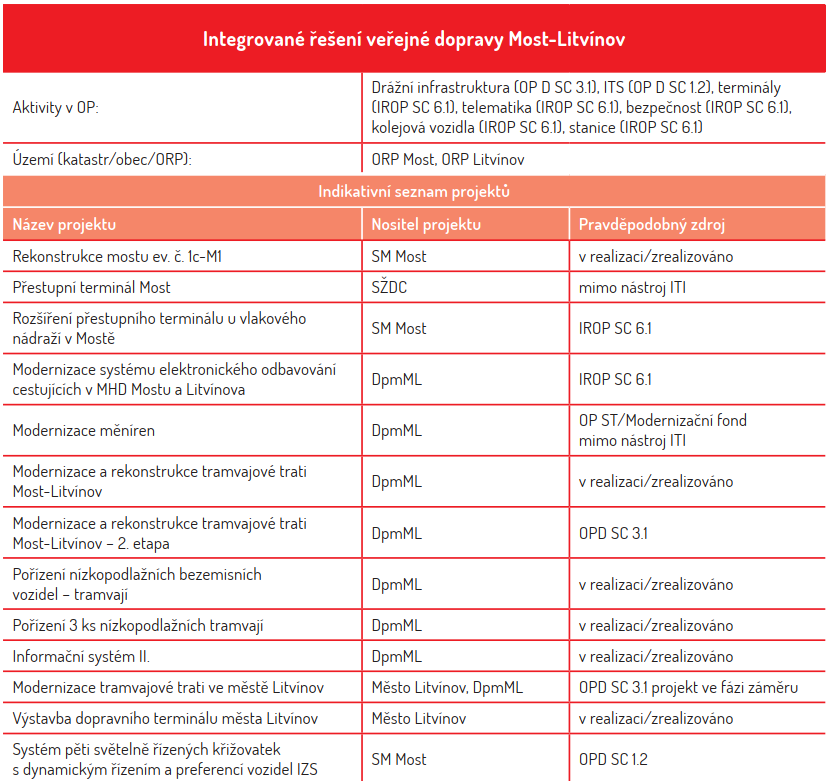 Integrované řešení veřejné dopravy Most-Litvínov
Aktivity v OP:
Drážní infrastruktura (OP D SC 3.1), ITS (OP D SC 1.2), terminály
(IROP SC 6.1), telematika (IROP SC 6.1), bezpečnost (IROP SC 6.1),
kolejová vozidla (IROP SC 6.1), stanice (IROP SC 6.1)
Území (katastr/obec/ORP):
ORP Most, ORP Litvínov
Indikativní seznam projektů
Název projektu
Nositel projektu
Pravděpodobný zdroj
Rekonstrukce mostu ev. č. 1c-M1
SM Most
v realizaci/zrealizováno
Přestupní terminál Most
SŽDC
mimo nástroj ITI
Rozšíření přestupního terminálu u vlakového
nádraží v Mostě
SM Most
IROP SC 6.1
Modernizace systému elektronického odbavování
cestujících v MHD Mostu a Litvínova
DpmML
IROP SC 6.1
Modernizace měníren
DpmML
OP ST/Modernizační fond
mimo nástroj ITI
Modernizace a rekonstrukce tramvajové trati
Most-Litvínov
DpmML
v realizaci/zrealizováno
Modernizace a rekonstrukce tramvajové trati
Most-Litvínov – 2. etapa
DpmML
OPD SC 3.1
Pořízení nízkopodlažních bezemisních
vozidel – tramvají
DpmML
v realizaci/zrealizováno
Pořízení 3 ks nízkopodlažních tramvají
DpmML
v realizaci/zrealizováno
Informační systém II.
DpmML
v realizaci/zrealizováno
Modernizace tramvajové trati ve městě Litvínov
Město Litvínov, DpmML
OPD SC 3.1 projekt ve fázi záměru
Výstavba dopravního terminálu města Litvínov
Město Litvínov
v realizaci/zrealizováno
Systém pěti světelně řízených křižovatek
s dynamickým řízením a preferencí vozidel IZS
SM Most
OPD SC 1.2